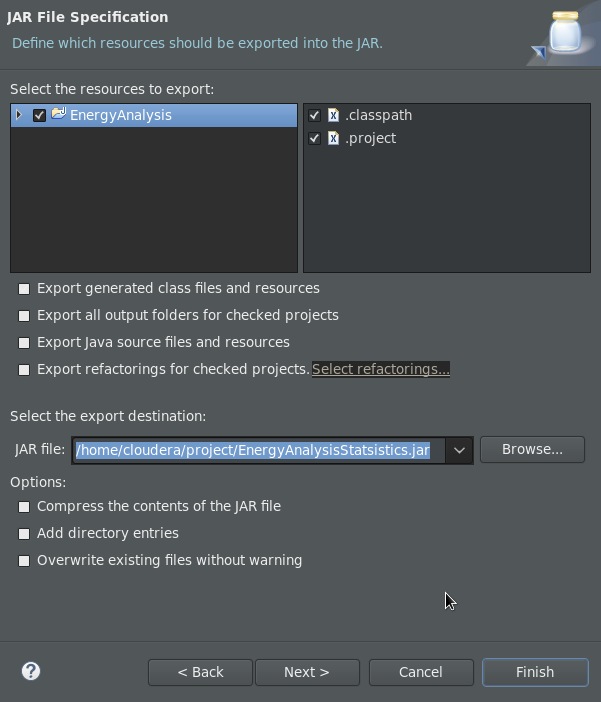 JAR File Specification
Define which resources should be exported into the JAR.
Select the resources to export:
EnergyAnalysis
.classpath
.project
Export generated class files and resources
Export all output folders for checked projects
Export Java source files and resources
Export refactorings for checked projects. Select refactorings...
Select the export destination:
JAR file: /home/cloudera/project/EnergyAnalysisStatsistics.jar Browse...
Options:
Compress the contents of the JAR file
Add directory entries
Overwrite existing files without warning
? < Back Next > Cancel Finish